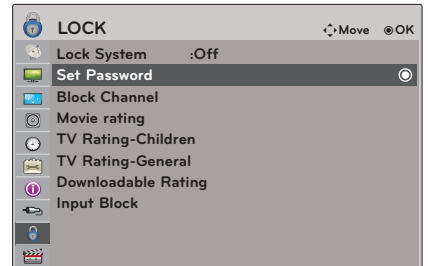 LOCK
Move OK
Lock System :Off
Set Password
Block Channel
Movie rating
TV Rating-Children
TV Rating-General
Downloadable Rating
Input Block